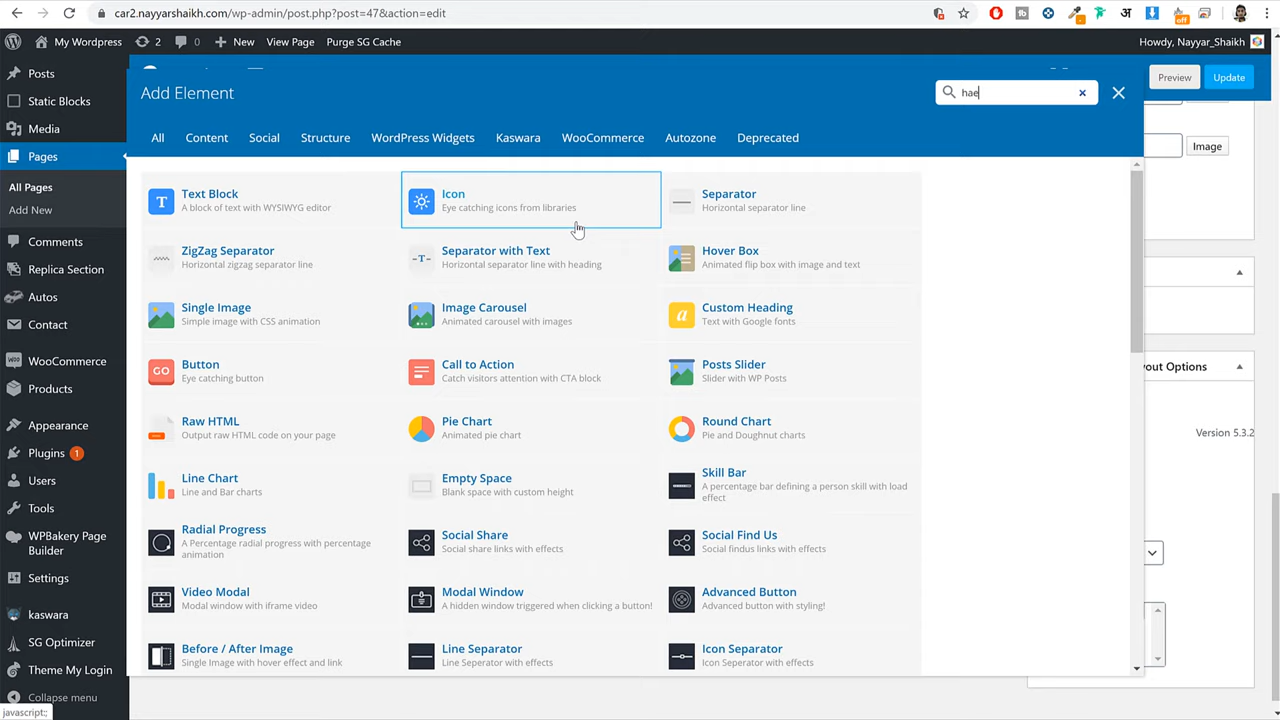 car2.nayyarshaikh.com/wp-admin/post.php?post=47&action=edit
off
My Wordpress
2
0
New
View Page
Purge SG Cache
Howdy, Nayyar_Shaikh
Posts
Static Blocks
Media
Pages
All Pages
Add New
Comments
Replica Section
Autos
Contact
WooCommerce
Products
Appearance
Plugins 1
Users
Tools
WPBakery Page
Builder
Settings
kaswara
SG Optimizer
Theme My Login
Collapse menu
javascript:;
Preview
Update
Image
yout Options
Version 5.3.2
Add Element
hae
All
Content
Social
Structure
WordPress Widgets
Kaswara
WooCommerce
Autozone
Deprecated
Text Block
A block of text with WYSIWYG editor
Icon
Eye catching icons from libraries
Separator
Horizontal separator line
ZigZag Separator
Horizontal zigzag separator line
Separator with Text
Horizontal separator line with heading
Hover Box
Animated flip box with image and text
Single Image
Simple image with CSS animation
Image Carousel
Animated carousel with images
Custom Heading
Text with Google fonts
Button
Eye catching button
Call to Action
Catch visitors attention with CTA block
Posts Slider
Slider with WP Posts
Raw HTML
Output raw HTML code on your page
Pie Chart
Animated pie chart
Round Chart
Pie and Doughnut charts
Line Chart
Line and Bar charts
Empty Space
Blank space with custom height
Skill Bar
A percentage bar defining a person skill with load
effect
Radial Progress
A Percentage radial progress with percentage
animation
Social Share
Social share links with effects
Social Find Us
Social findus links with effects
Video Modal
Modal window with iframe video
Modal Window
A hidden window triggered when clicking a button!
Advanced Button
Advanced button with styling!
Before / After Image
Single Image with hover effect and link
Line Separator
Line Seperator with effects
Icon Separator
Icon Seperator with effects